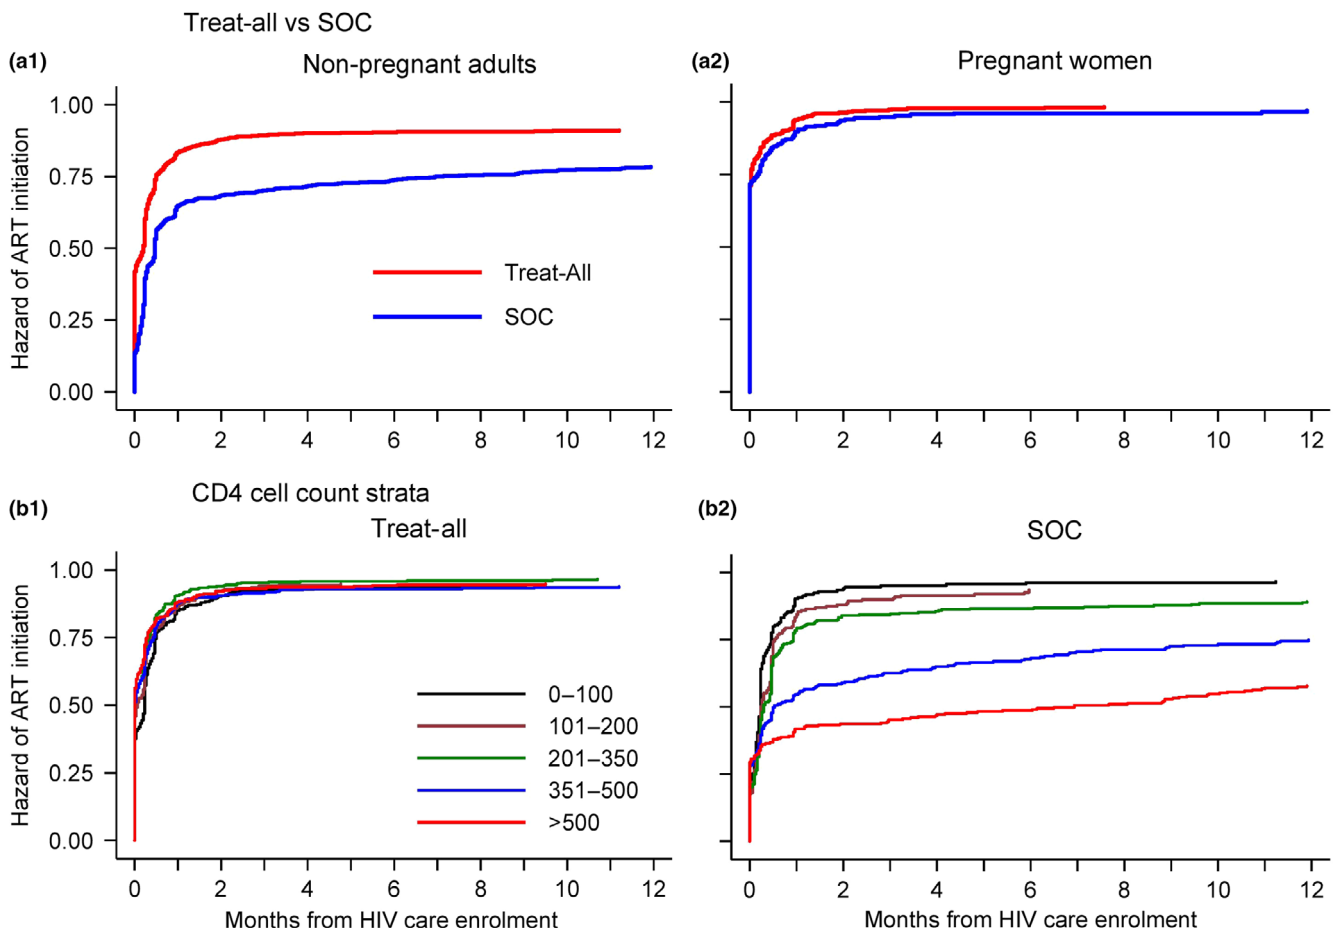 Treat-all vs SOC
(a1)
Non-pregnant adults
Hazard of ART initiation
1.00
0.75
0.50
0.25
0.00
Treat-All
SOC
0 2 4 6 8 10 12
(a2)
Pregnant women
0 2 4 6 8 10 12
CD4 cell count strata
(b1)
Treat-all
Hazard of ART initiation
1.00
0.75
0.50
0.25
0.00
0–100
101–200
201–350
351–500
>500
0 2 4 6 8 10 12
Months from HIV care enrolment
(b2)
SOC
0 2 4 6 8 10 12
Months from HIV care enrolment